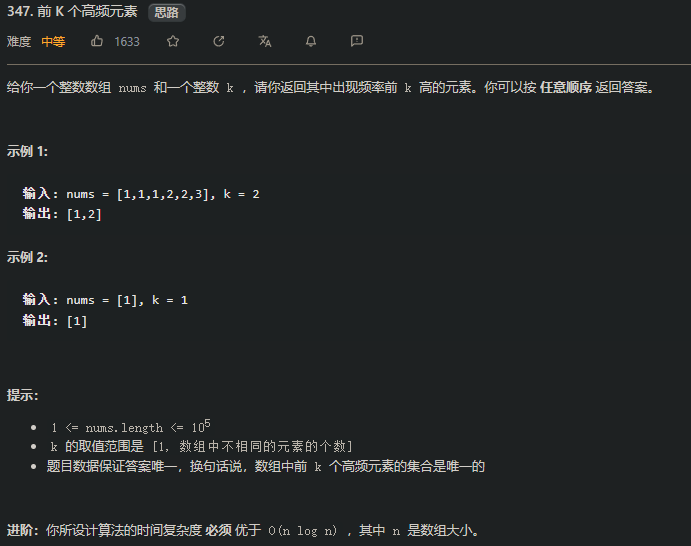 347. 前 K 个高频元素 思路
难度 中等 1633
给你一个整数数组 nums 和一个整数 k ，请你返回其中出现频率前 k 高的元素。你可以按 任意顺序 返回答案。
示例 1:
输入: nums = [1,1,1,2,2,3], k = 2
输出: [1,2]
示例 2:
输入: nums = [1], k = 1
输出: [1]
提示：
• 1 <= nums.length <= 10⁵
• k 的取值范围是 [1, 数组中不相同的元素的个数]
• 题目数据保证答案唯一，换句话说，数组中前 k 个高频元素的集合是唯一的
进阶：你所设计算法的时间复杂度 必须 优于 O(n log n) ，其中 n 是数组大小。